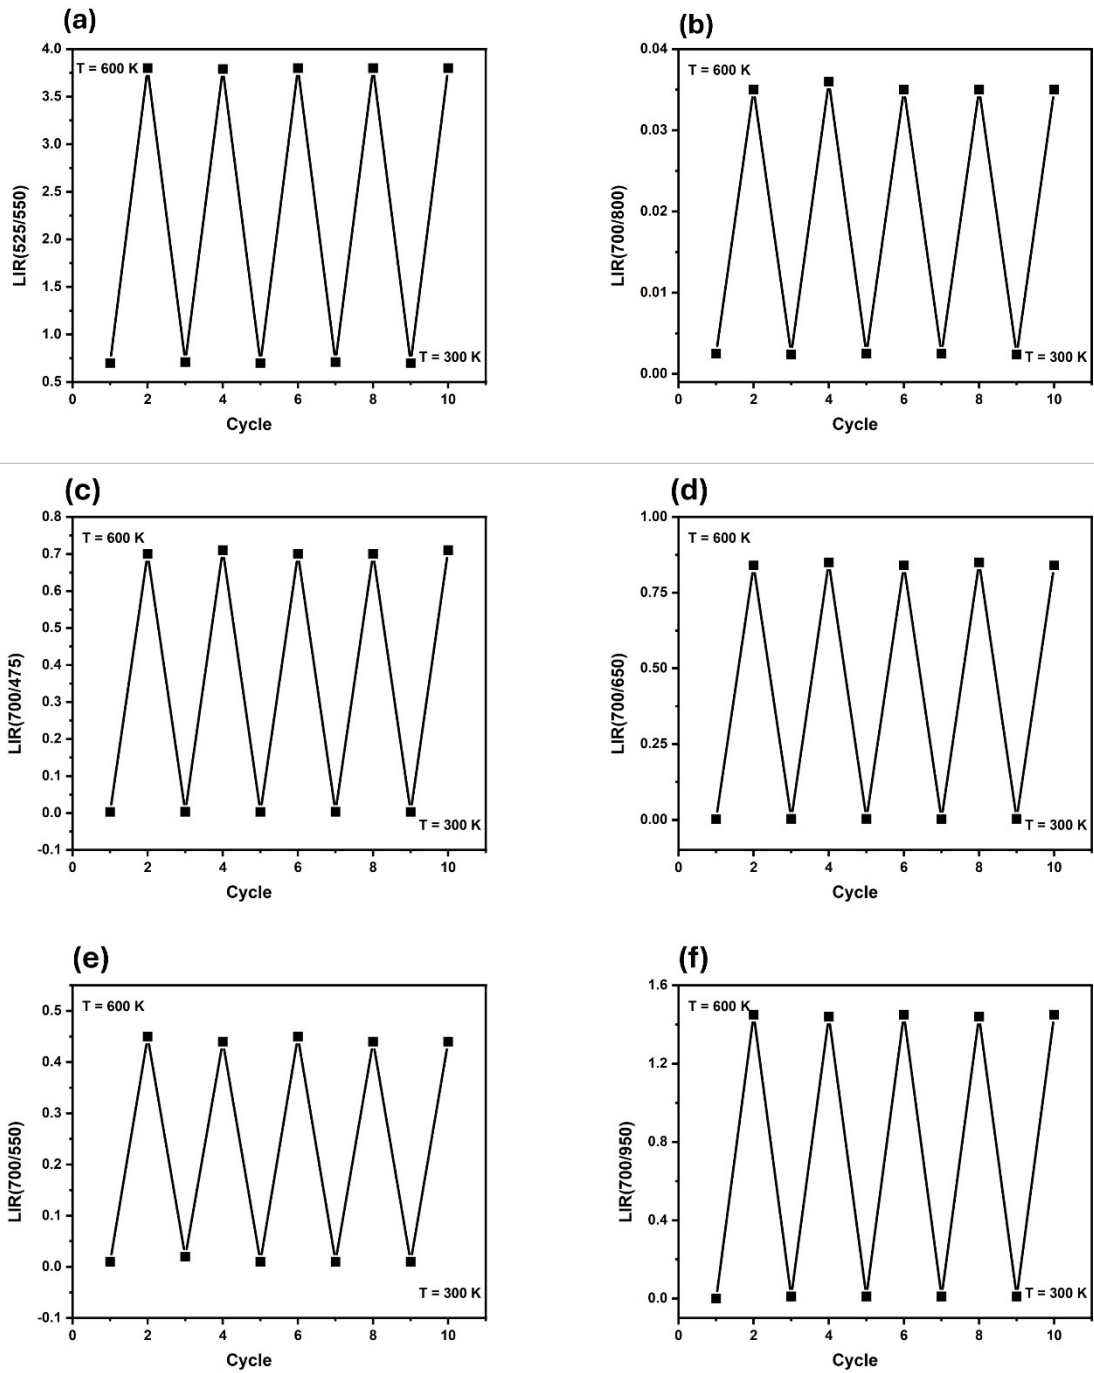 (a)
4.0
3.5
3.0
2.5
2.0
1.5
1.0
0.5
LIR(525/550)
T = 600 K
T = 300 K
0 2 4 6 8 10
Cycle
(b)
0.04
0.03
0.02
0.01
0.00
LIR(700/800)
T = 600 K
T = 300 K
0 2 4 6 8 10
Cycle
(c)
0.8
0.7
0.6
0.5
0.4
0.3
0.2
0.1
0.0
-0.1
LIR(700/475)
T = 600 K
T = 300 K
0 2 4 6 8 10
Cycle
(d)
1.00
0.75
0.50
0.25
0.00
LIR(700/650)
T = 600 K
T = 300 K
0 2 4 6 8 10
Cycle
(e)
0.5
0.4
0.3
0.2
0.1
0.0
-0.1
LIR(700/550)
T = 600 K
T = 300 K
0 2 4 6 8 10
Cycle
(f)
1.6
1.2
0.8
0.4
0.0
LIR(700/950)
T = 600 K
T = 300 K
0 2 4 6 8 10
Cycle